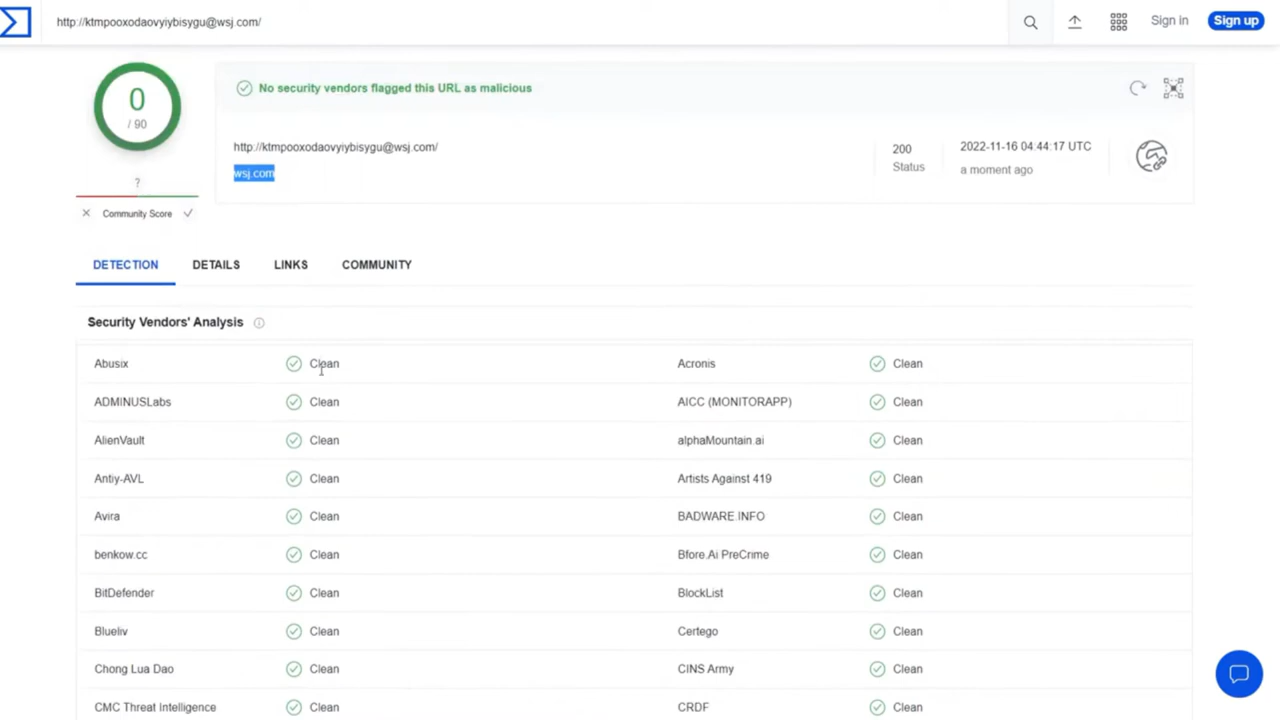 http://ktmpooxodaovyiybisygu@wsj.com/
Sign in
Sign up
0
/ 90
?
Community Score
No security vendors flagged this URL as malicious
http://ktmpooxodaovyiybisygu@wsj.com/
wsj.com
200
Status
2022-11-16 04:44:17 UTC
a moment ago
DETECTION DETAILS LINKS COMMUNITY
Security Vendors' Analysis
Abusix Clean Acronis Clean
ADMINUSLabs Clean AICC (MONITORAPP) Clean
AlienVault Clean alphaMountain.ai Clean
Antiy-AVL Clean Artists Against 419 Clean
Avira Clean BADWARE.INFO Clean
benkow.cc Clean Bfore.Ai PreCrime Clean
BitDefender Clean BlockList Clean
Blueliv Clean Certego Clean
Chong Lua Dao Clean CINS Army Clean
CMC Threat Intelligence Clean CRDF Clean